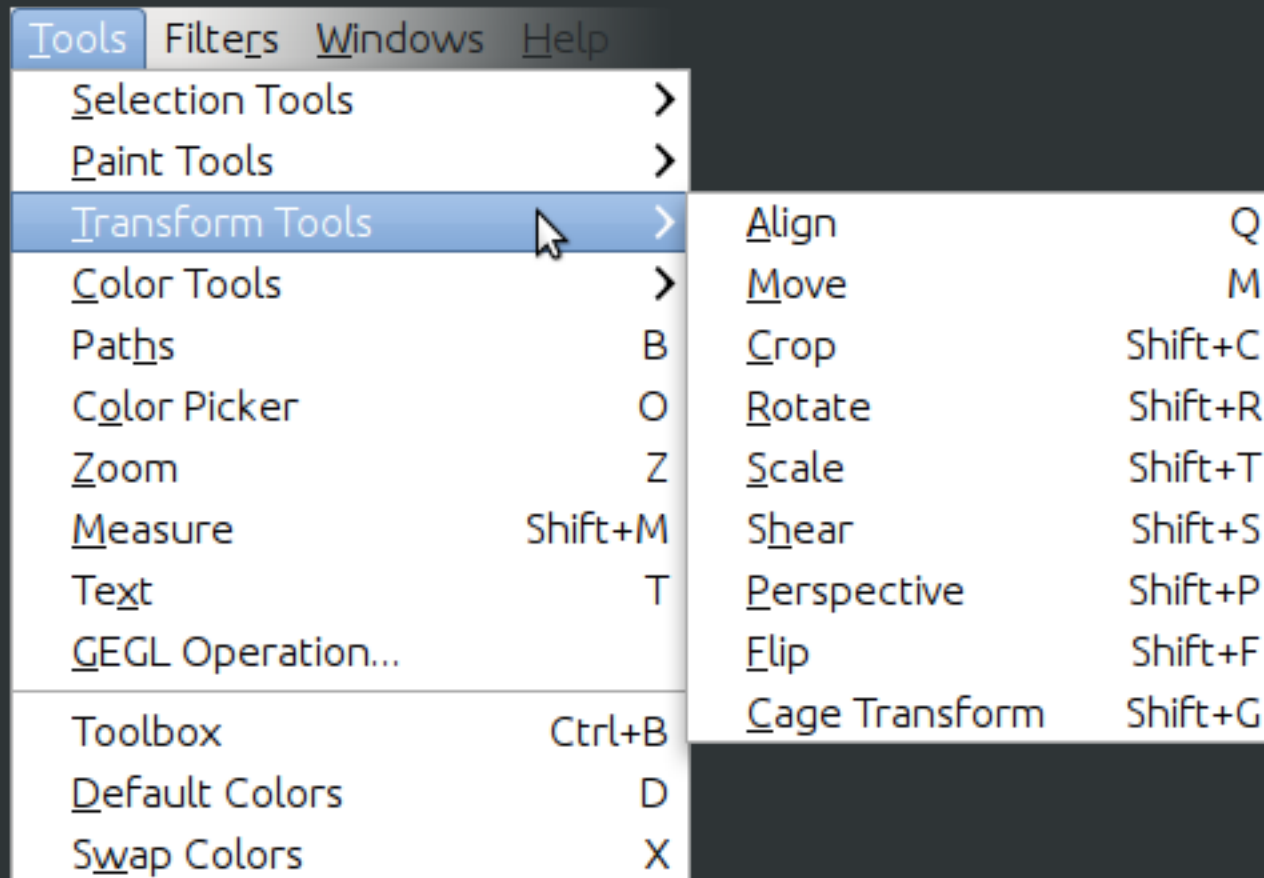 Tools Filters Windows Help
Selection Tools
Paint Tools
Transform Tools
Color Tools
Paths B
Color Picker O
Zoom Z
Measure Shift+M
Text T
GEGL Operation...
Toolbox Ctrl+B
Default Colors D
Swap Colors X
Align Q
Move M
Crop Shift+C
Rotate Shift+R
Scale Shift+T
Shear Shift+S
Perspective Shift+P
Flip Shift+F
Cage Transform Shift+G